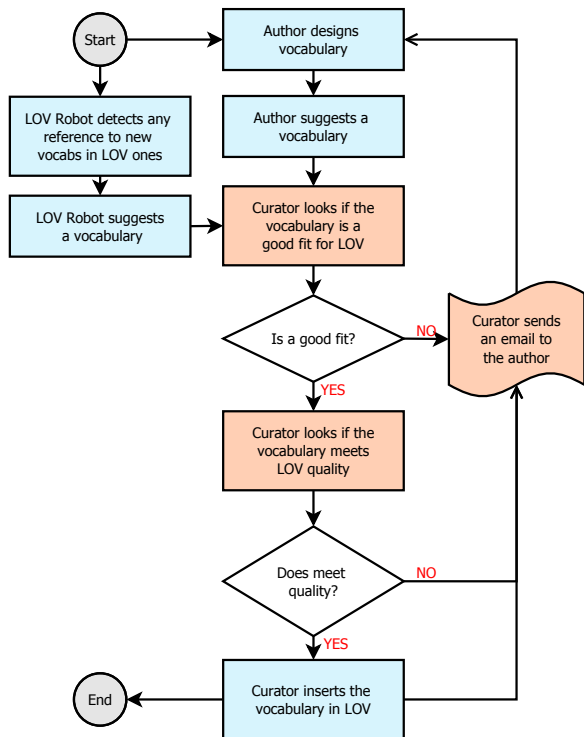 Start
Author designs
vocabulary
LOV Robot detects any
reference to new
vocabs in LOV ones
Author suggests a
vocabulary
LOV Robot suggests
a vocabulary
Curator looks if the
vocabulary is a
good fit for LOV
Is a good fit?
NO
Curator sends
an email to
the author
YES
Curator looks if the
vocabulary meets
LOV quality
Does meet
quality?
NO
YES
End
Curator inserts the
vocabulary in LOV